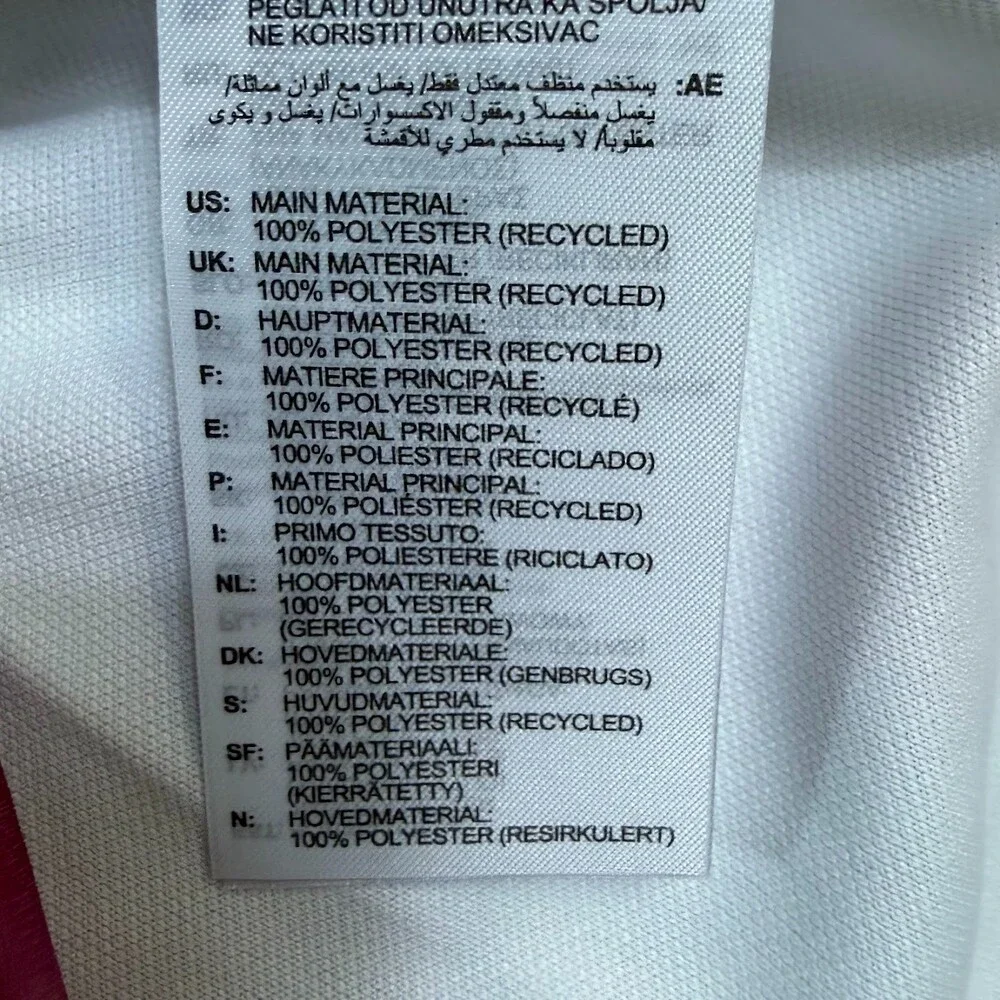 PEGLATI OD UNUTRA KA SPOLJA/
NE KORISTITI OMEKSIVAC
AE: يستخدم منظف معتدل فقط/ يغسل مع ألوان مماثلة/
يغسل منفصلاً ومقفول الاكسسوارات/ يغسل و يكوى
مقلوباً/ لا يستخدم مطري للأقمشة
US: MAIN MATERIAL:
100% POLYESTER (RECYCLED)
UK: MAIN MATERIAL:
100% POLYESTER (RECYCLED)
D: HAUPTMATERIAL:
100% POLYESTER (RECYCLED)
F: MATIERE PRINCIPALE:
100% POLYESTER (RECYCLÉ)
E: MATERIAL PRINCIPAL:
100% POLIESTER (RECICLADO)
P: MATERIAL PRINCIPAL:
100% POLIÉSTER (RECYCLED)
I: PRIMO TESSUTO:
100% POLIESTERE (RICICLATO)
NL: HOOFDMATERIAAL:
100% POLYESTER
(GERECYCLEERDE)
DK: HOVEDMATERIALE:
100% POLYESTER (GENBRUGS)
S: HUVUDMATERIAL:
100% POLYESTER (RECYCLED)
SF: PÄÄMATERIAALI:
100% POLYESTERI
(KIERRÄTETTY)
N: HOVEDMATERIAL:
100% POLYESTER (RESIRKULERT)